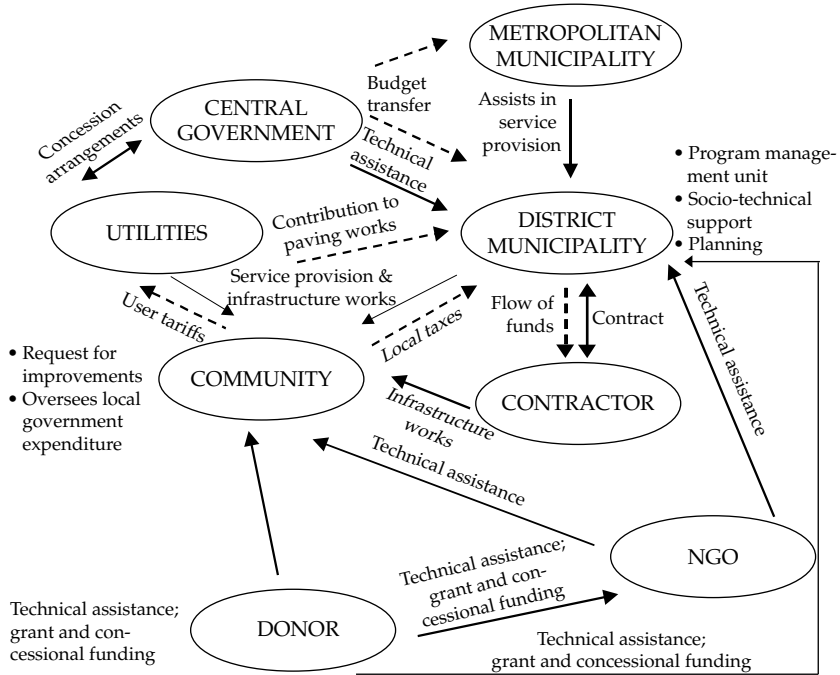 METROPOLITAN
MUNICIPALITY
Budget
transfer
CENTRAL
GOVERNMENT
Assists in
service
provision
Concession
arrangements
Technical
assistance
• Program manage-
ment unit
• Socio-technical
support
• Planning
UTILITIES
Contribution to
paving works
DISTRICT
MUNICIPALITY
Service provision &
infrastructure works
User tariffs
Local taxes
Flow of
funds
Contract
Technical assistance
• Request for
improvements
• Oversees local
government
expenditure
COMMUNITY
CONTRACTOR
Infrastructure
works
Technical assistance
NGO
Technical assistance;
grant and con-
cessional funding
Technical assistance;
grant and con-
cessional funding
DONOR
Technical assistance;
grant and concessional funding